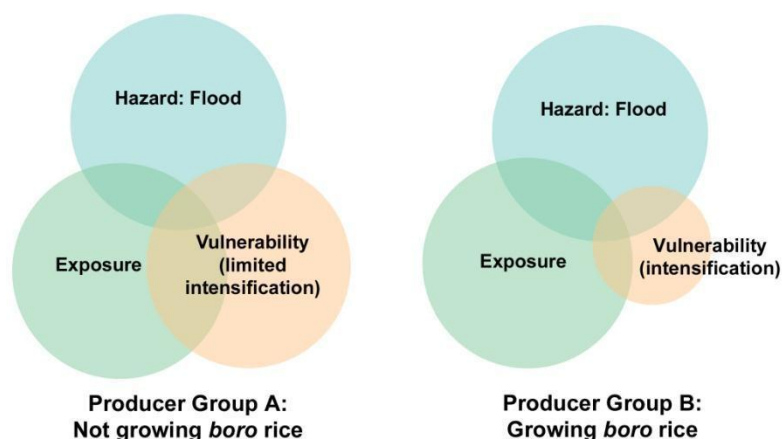 Hazard: Flood
Exposure
Vulnerability
(limited
intensification)
Producer Group A:
Not growing boro rice
Hazard: Flood
Exposure
Vulnerability
(intensification)
Producer Group B:
Growing boro rice